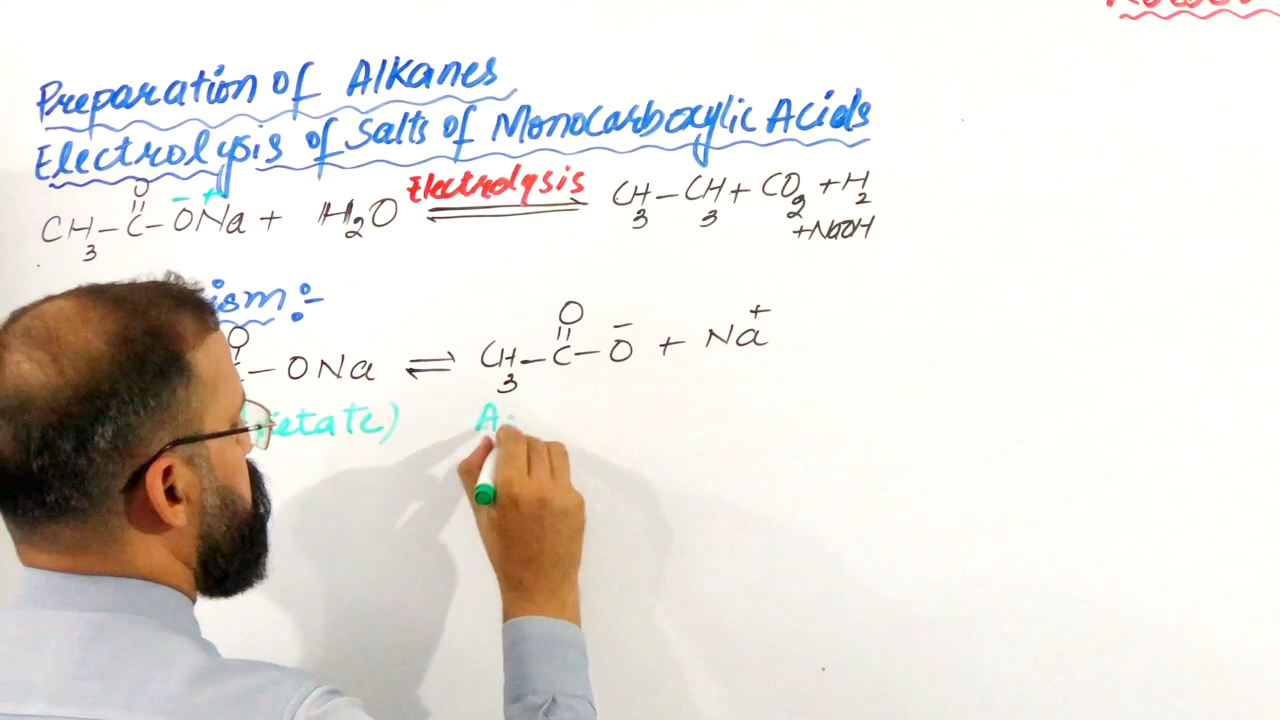 Preparation of Alkanes
Electrolysis of Salts of Monocarboxylic Acids
O
CH3 – C – O⁻Na⁺ + H2O ⇌ Electrolysis CH3 – CH3 + CO2 + H2
+ NaOH
ism :-
O O
– ONa ⇌ CH3 – C – O⁻ + Na⁺
etate) A